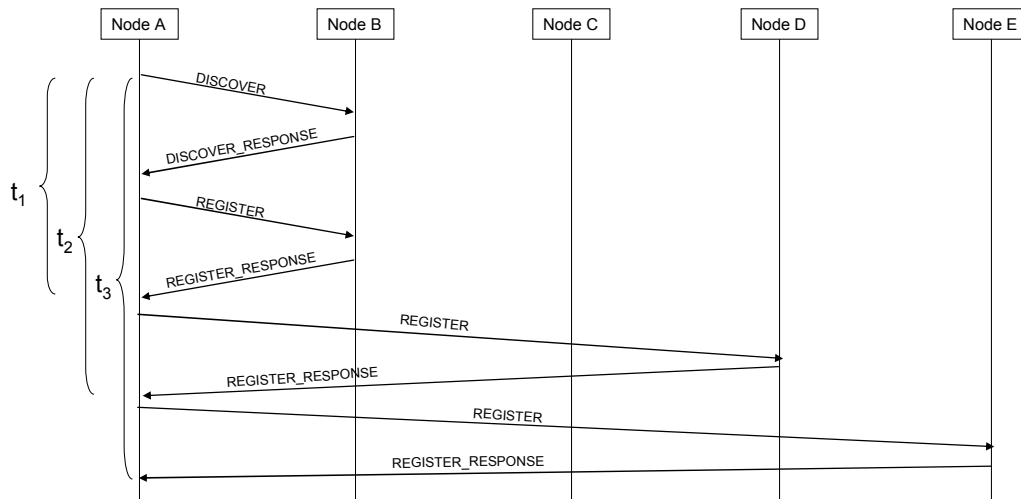 Node A
Node B
Node C
Node D
Node E
DISCOVER
DISCOVER_RESPONSE
t1
REGISTER
t2
REGISTER_RESPONSE
t3
REGISTER
REGISTER_RESPONSE
REGISTER
REGISTER_RESPONSE